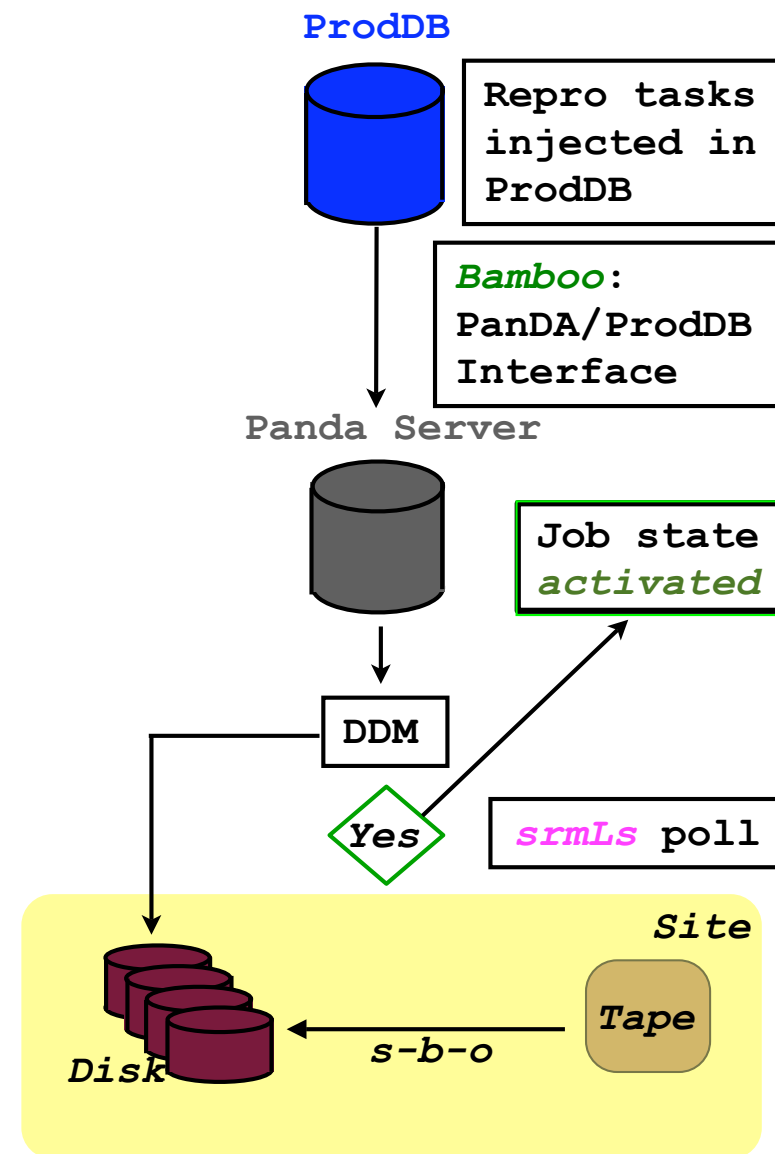 ProdDB
Repro tasks
injected in
ProdDB
Bamboo:
PanDA/ProdDB
Interface
Panda Server
Job state
activated
DDM
Yes
srmLs poll
Site
Tape
s-b-o
Disk